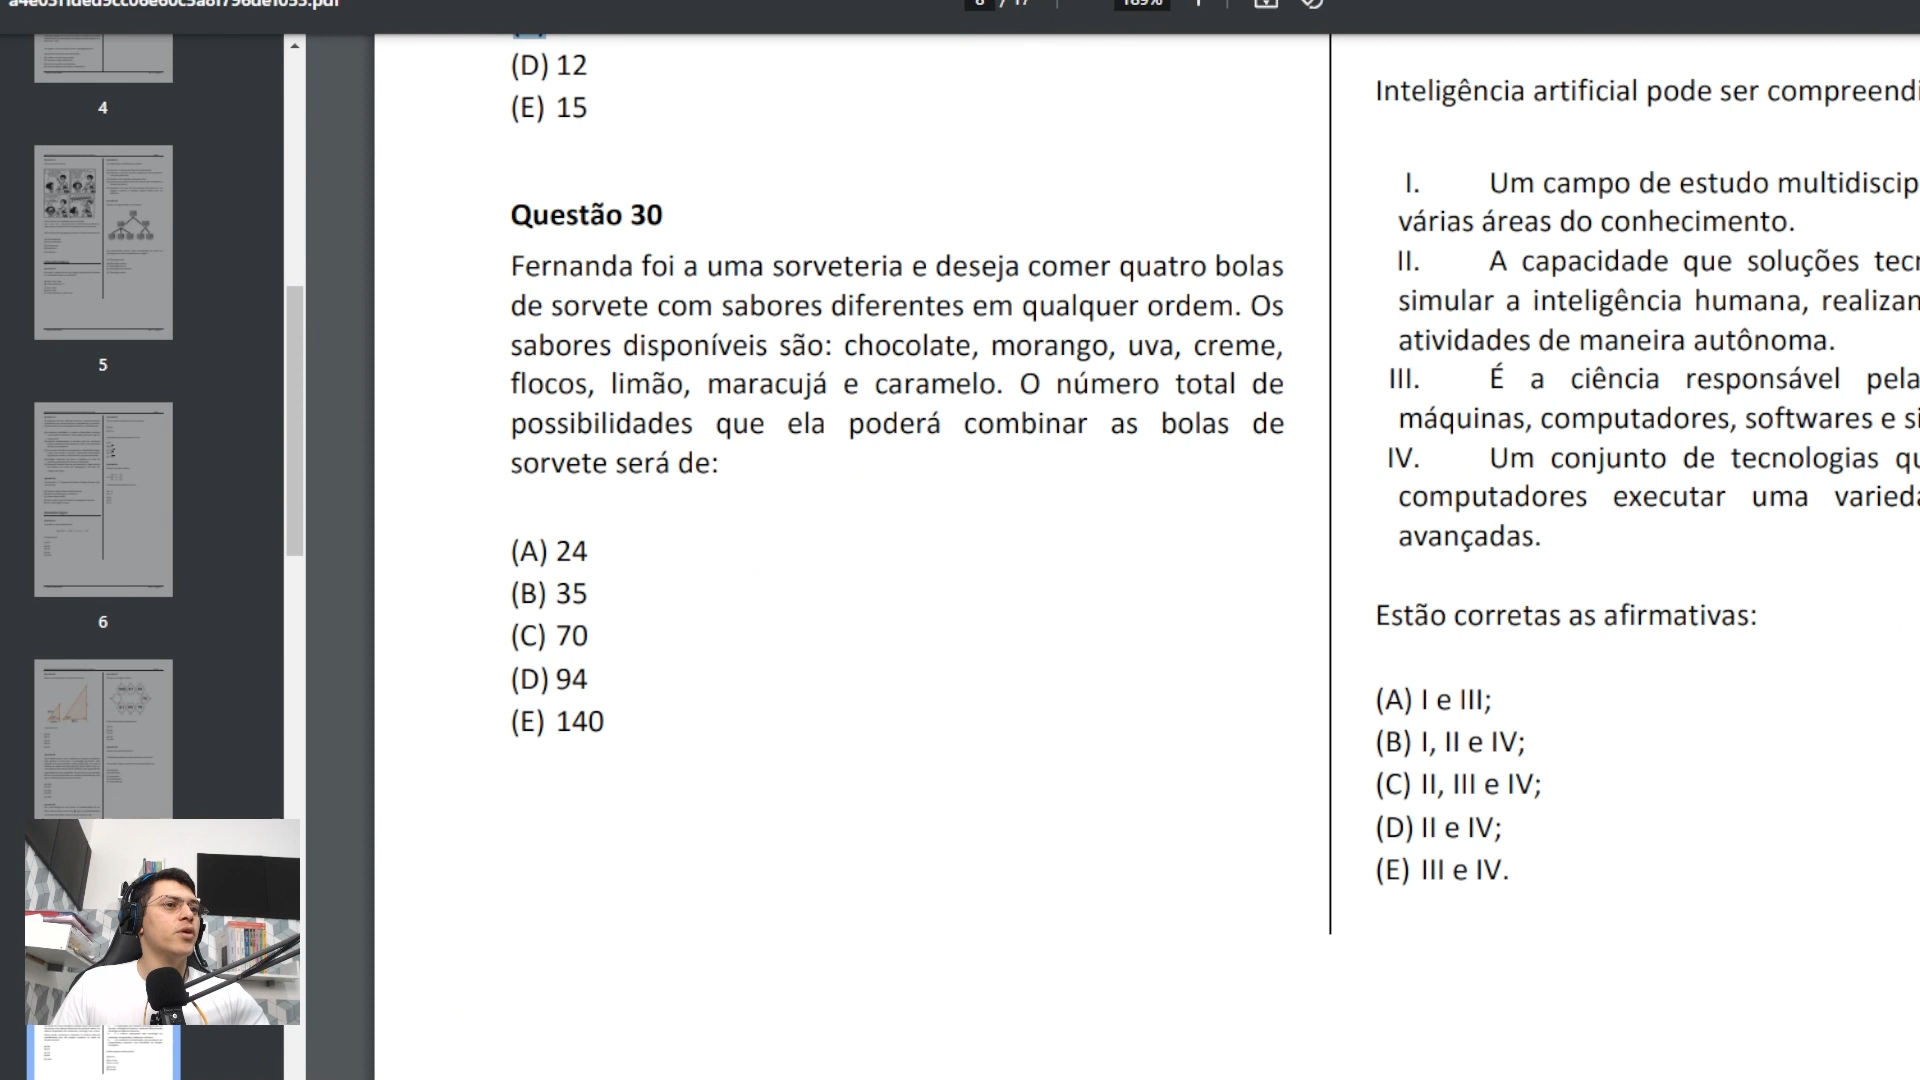 4
5
6
(D) 12
(E) 15
Questão 30
Fernanda foi a uma sorveteria e deseja comer quatro bolas
de sorvete com sabores diferentes em qualquer ordem. Os
sabores disponíveis são: chocolate, morango, uva, creme,
flocos, limão, maracujá e caramelo. O número total de
possibilidades que ela poderá combinar as bolas de
sorvete será de:
(A) 24
(B) 35
(C) 70
(D) 94
(E) 140
Inteligência artificial pode ser compreendi
I. Um campo de estudo multidiscip
várias áreas do conhecimento.
II. A capacidade que soluções tecn
simular a inteligência humana, realizan
atividades de maneira autônoma.
III. É a ciência responsável pela
máquinas, computadores, softwares e si
IV. Um conjunto de tecnologias qu
computadores executar uma varieda
avançadas.
Estão corretas as afirmativas:
(A) I e III;
(B) I, II e IV;
(C) II, III e IV;
(D) II e IV;
(E) III e IV.